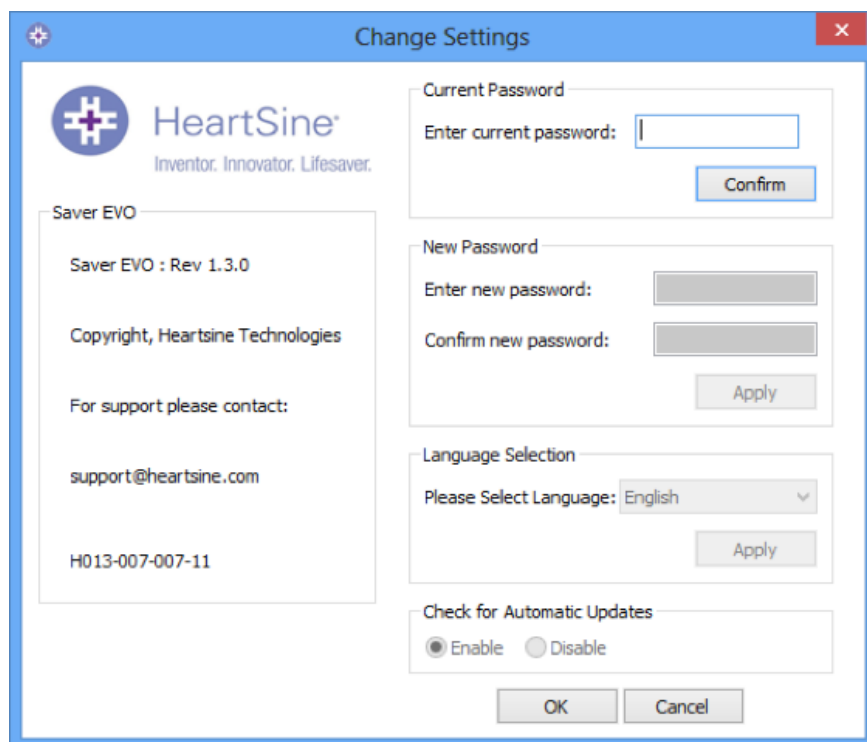 Change Settings
HeartSine
Inventor. Innovator. Lifesaver.
Saver EVO
Saver EVO : Rev 1.3.0
Copyright, Heartsine Technologies
For support please contact:
support@heartsine.com
H013-007-007-11
Current Password
Enter current password:
Confirm
New Password
Enter new password:
Confirm new password:
Apply
Language Selection
Please Select Language: English
Apply
Check for Automatic Updates
Enable Disable
OK Cancel